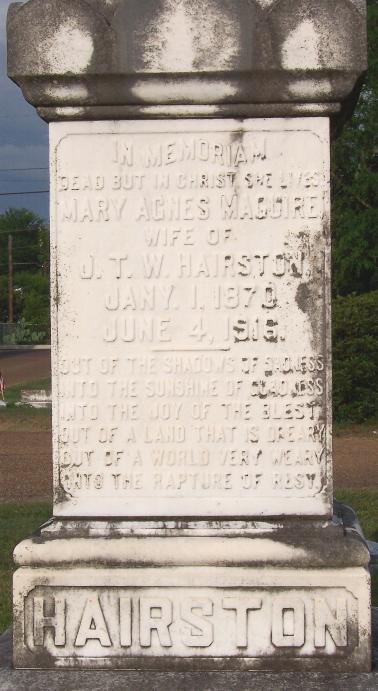 IN MEMORIAM
DEAD BUT IN CHRIST SHE LIVES.
MARY AGNES MAGUIRE,
WIFE OF
J. T. W. HAIRSTON.
JANY. 1, 1870
JUNE 4, 1916.
OUT OF THE SHADOWS OF SADNESS
INTO THE SUNSHINE OF GLADNESS
INTO THE JOY OF THE BLEST.
OUT OF A LAND THAT IS DREARY
OUT OF A WORLD VERY WEARY
INTO THE RAPTURE OF REST.
HAIRSTON